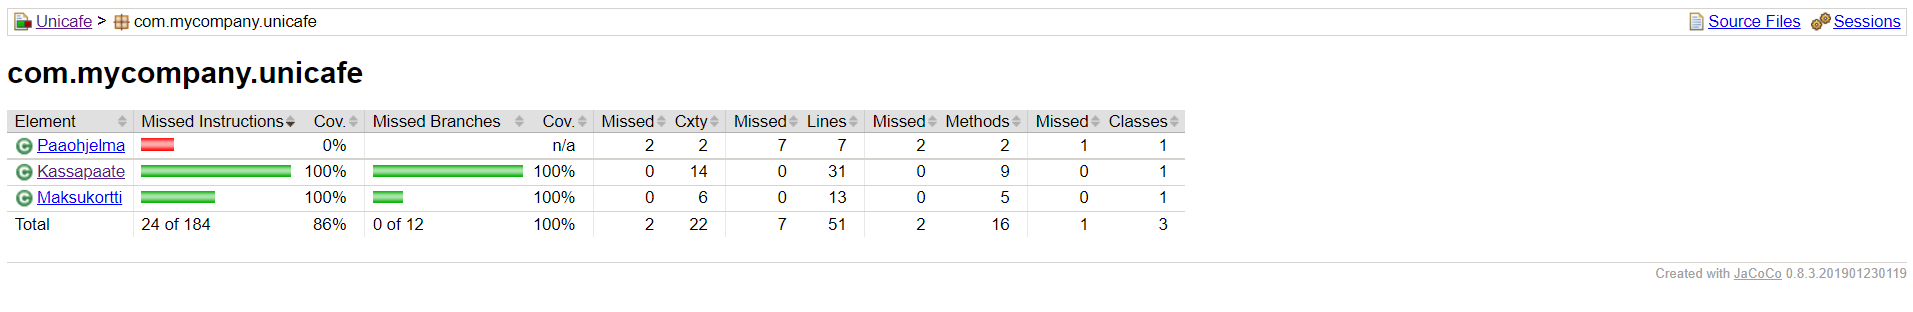 Unicafe > com.mycompany.unicafe Source Files Sessions
com.mycompany.unicafe
Element Missed Instructions Cov. Missed Branches Cov. Missed Cxty Missed Lines Missed Methods Missed Classes
Paaohjelma 0% n/a 2 2 7 7 2 2 1 1
Kassapaate 100% 100% 0 14 0 31 0 9 0 1
Maksukortti 100% 100% 0 6 0 13 0 5 0 1
Total 24 of 184 86% 0 of 12 100% 2 22 7 51 2 16 1 3
Created with JaCoCo 0.8.3.201901230119